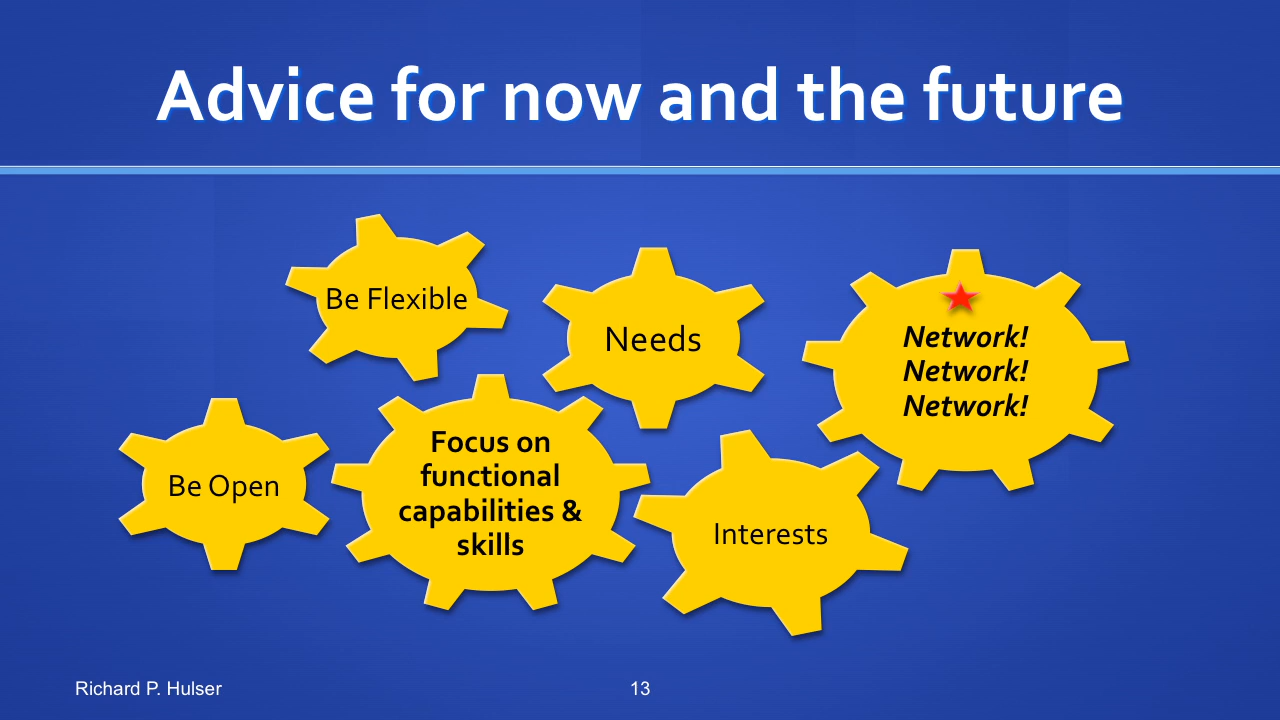 Advice for now and the future
Be Flexible
Needs
Network!
Network!
Network!
Be Open
Focus on
functional
capabilities &
skills
Interests
Richard P. Hulser
13